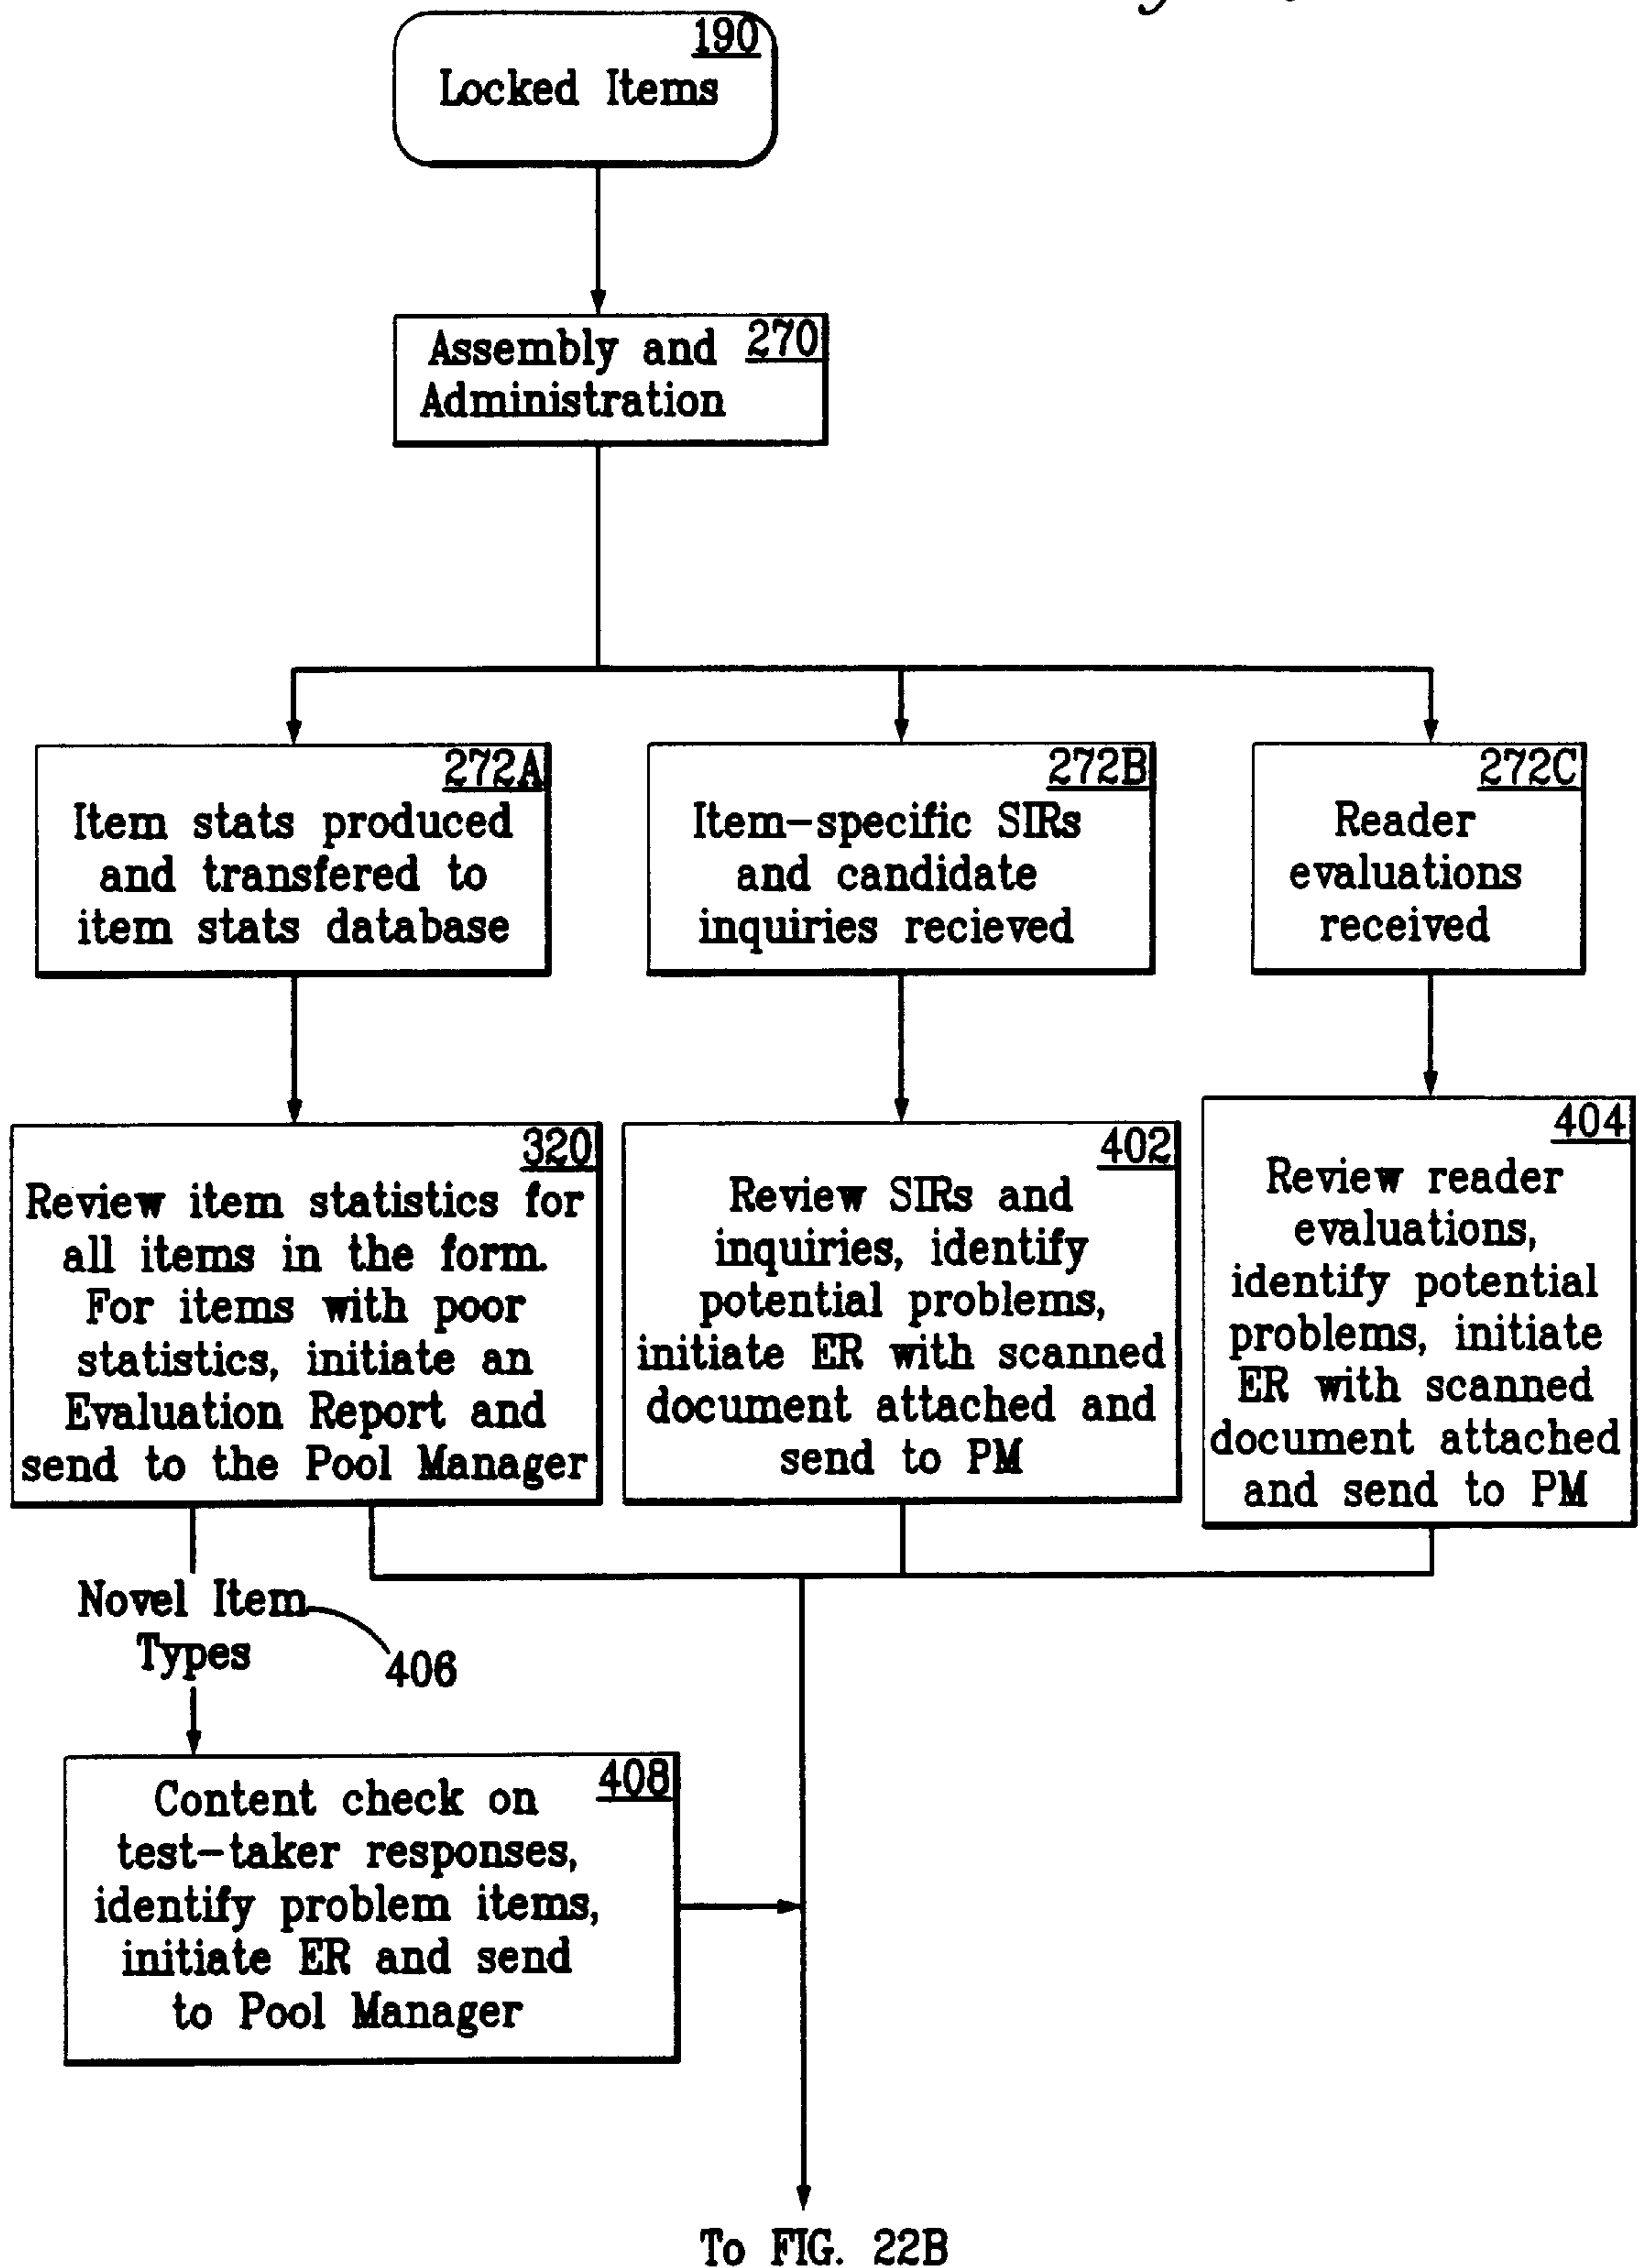 190
Locked Items
Assembly and 270
Administration
272A
Item stats produced
and transfered to
item stats database
272B
Item-specific SIRs
and candidate
inquiries recieved
272C
Reader
evaluations
received
320
Review item statistics for
all items in the form.
For items with poor
statistics, initiate an
Evaluation Report and
send to the Pool Manager
402
Review SIRs and
inquiries, identify
potential problems,
initiate ER with scanned
document attached and
send to PM
404
Review reader
evaluations,
identify potential
problems, initiate
ER with scanned
document attached
and send to PM
Novel Item
Types
406
408
Content check on
test-taker responses,
identify problem items,
initiate ER and send
to Pool Manager
To FIG. 22B